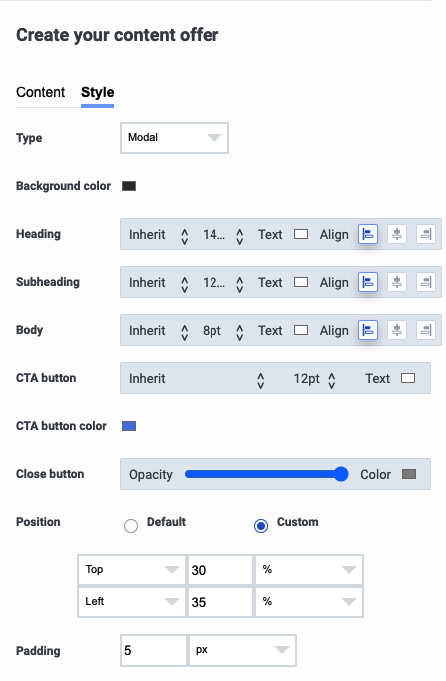 Create your content offer
Content Style
Type Modal
Background color
Heading Inherit 14... Text Align
Subheading Inherit 12... Text Align
Body Inherit 8pt Text Align
CTA button Inherit 12pt Text
CTA button color
Close button Opacity Color
Position Default Custom
Top 30 %
Left 35 %
Padding 5 px